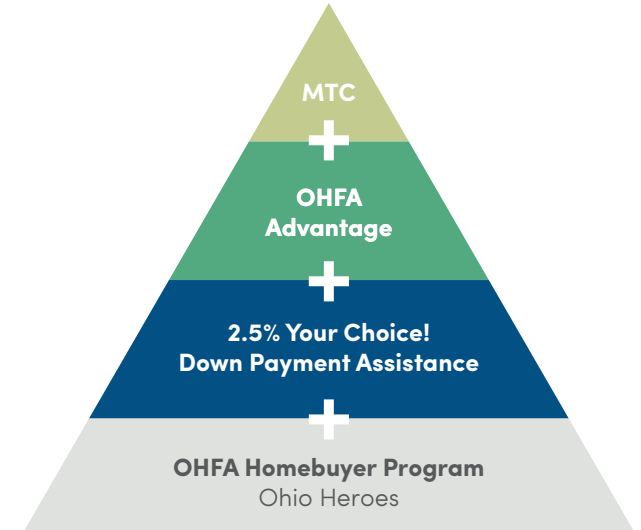 MTC
OHFA
Advantage
2.5% Your Choice!
Down Payment Assistance
OHFA Homebuyer Program
Ohio Heroes